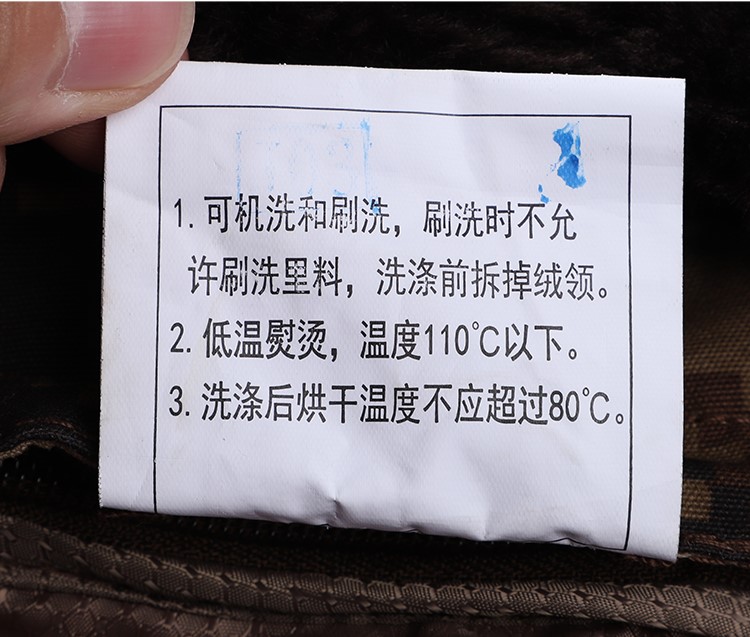 1. 可机洗和刷洗，刷洗时不允
许刷洗里料，洗涤前拆掉绒领。
2. 低温熨烫，温度110℃以下。
3. 洗涤后烘干温度不应超过80℃。